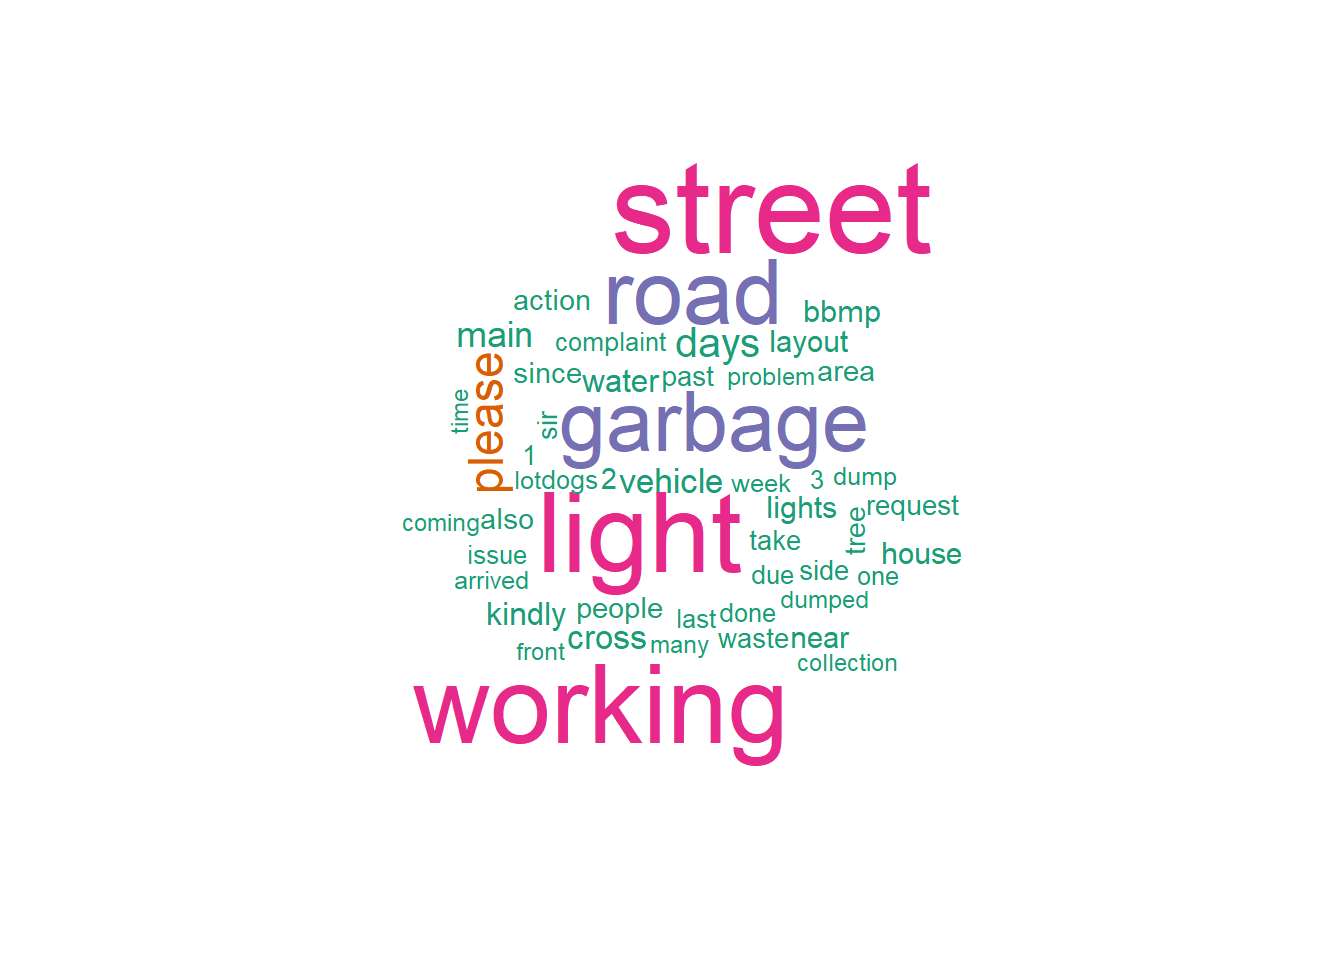 street
road
action
bbmp
main
complaint
days
layout
since
water
past
problem
area
please
time
sir
garbage
1
lot
dogs
2
vehicle
week
3
dump
light
lights
tree
request
coming
also
take
house
issue
arrived
due
side
one
dumped
kindly
people
last
done
cross
many
waste
near
front
collection
working